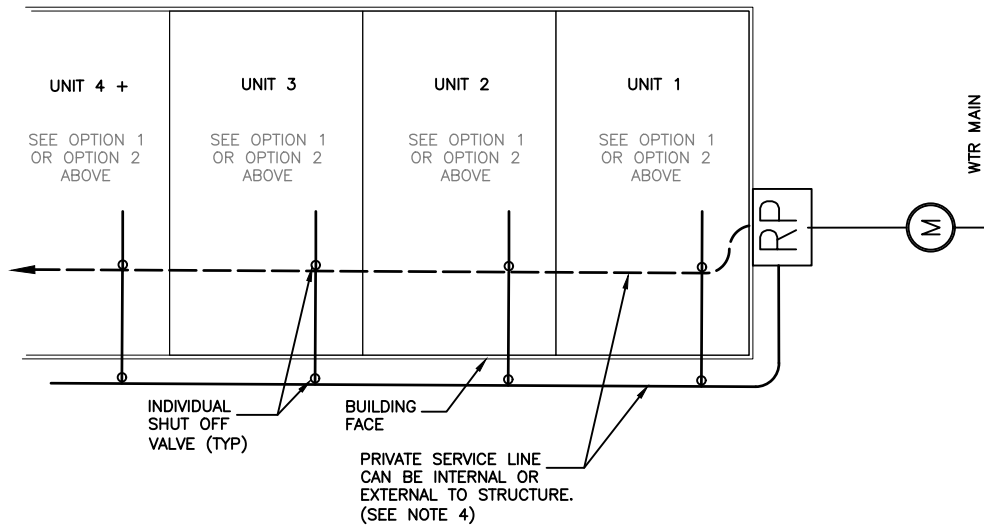 UNIT 4 +
SEE OPTION 1
OR OPTION 2
ABOVE
UNIT 3
SEE OPTION 1
OR OPTION 2
ABOVE
UNIT 2
SEE OPTION 1
OR OPTION 2
ABOVE
UNIT 1
SEE OPTION 1
OR OPTION 2
ABOVE
RP
M
WTR MAIN
INDIVIDUAL
SHUT OFF
VALVE (TYP)
BUILDING
FACE
PRIVATE SERVICE LINE
CAN BE INTERNAL OR
EXTERNAL TO STRUCTURE.
(SEE NOTE 4)